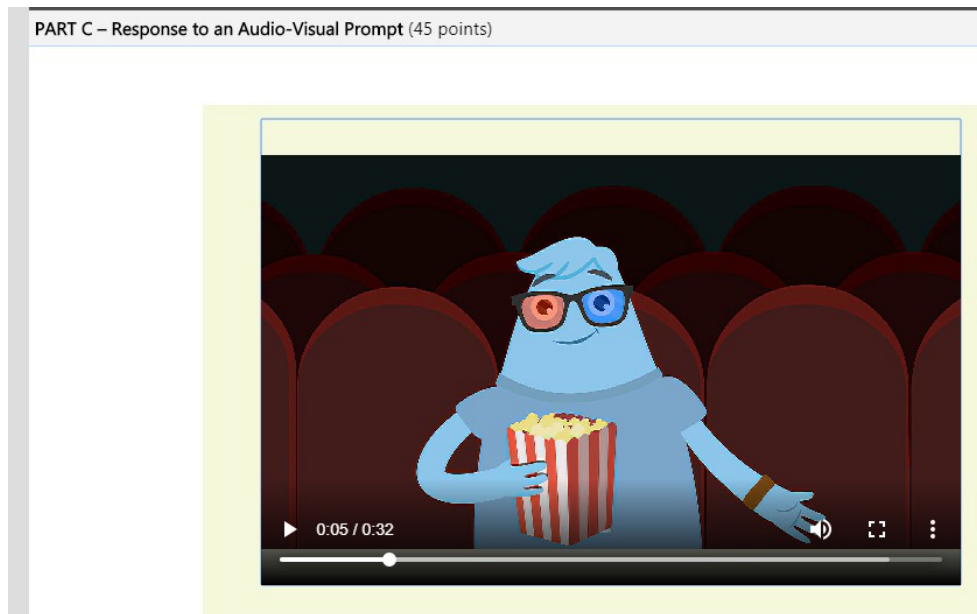 PART C – Response to an Audio-Visual Prompt (45 points)
0:05 / 0:32